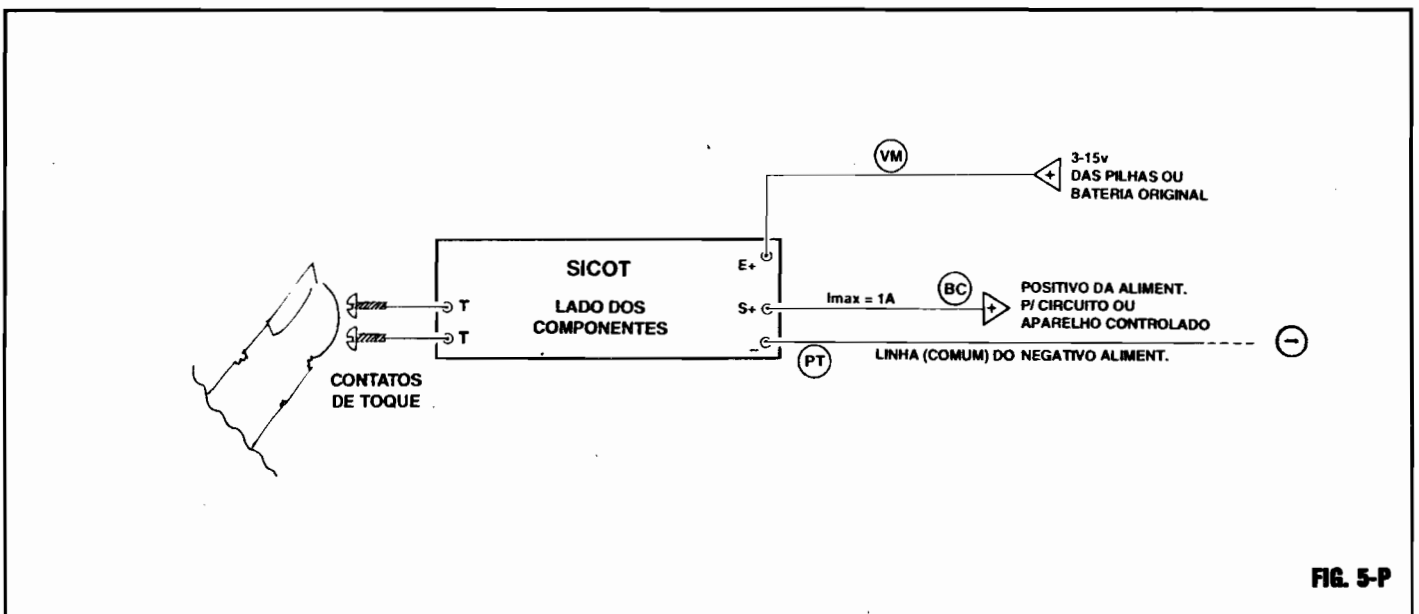 VM
+
3-15v
DAS PILHAS OU
BATERIA ORIGINAL
SICOT
LADO DOS
COMPONENTES
E+
S+
–
T
T
Imax = 1A
BC
+
POSITIVO DA ALIMENT.
P/ CIRCUITO OU
APARELHO CONTROLADO
PT
LINHA (COMUM) DO NEGATIVO ALIMENT.
–
CONTATOS
DE TOQUE
FIG. 5-P